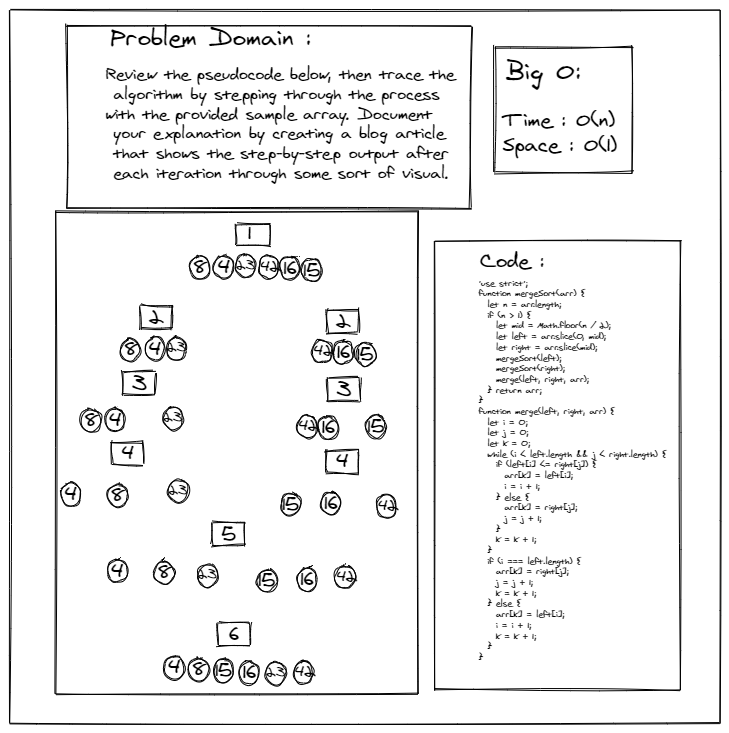 Problem Domain :
Review the pseudocode below, then trace the
algorithm by stepping through the process
with the provided sample array. Document
your explanation by creating a blog article
that shows the step-by-step output after
each iteration through some sort of visual.
Big O:
Time : O(n)
Space : O(1)
1
8 4 23 42 16 15
2 2
8 4 23 42 16 15
3 3
8 4 23 42 16 15
4 4
4 8 23 15 16 42
5
4 8 23 15 16 42
6
4 8 15 16 23 42
Code :
'use strict';
function mergeSort(arr) {
let n = arr.length;
if (n > 1) {
let mid = Math.floor(n / 2);
let left = arr.slice(0, mid);
let right = arr.slice(mid);
mergeSort(left);
mergeSort(right);
merge(left, right, arr);
} return arr;
}
function merge(left, right, arr) {
let i = 0;
let j = 0;
let k = 0;
while (i < left.length && j < right.length) {
if (left[i] <= right[j]) {
arr[k] = left[i];
i = i + 1;
} else {
arr[k] = right[j];
j = j + 1;
}
k = k + 1;
}
if (i === left.length) {
arr[k] = right[j];
j = j + 1;
k = k + 1;
} else {
arr[k] = left[i];
i = i + 1;
k = k + 1;
}
}